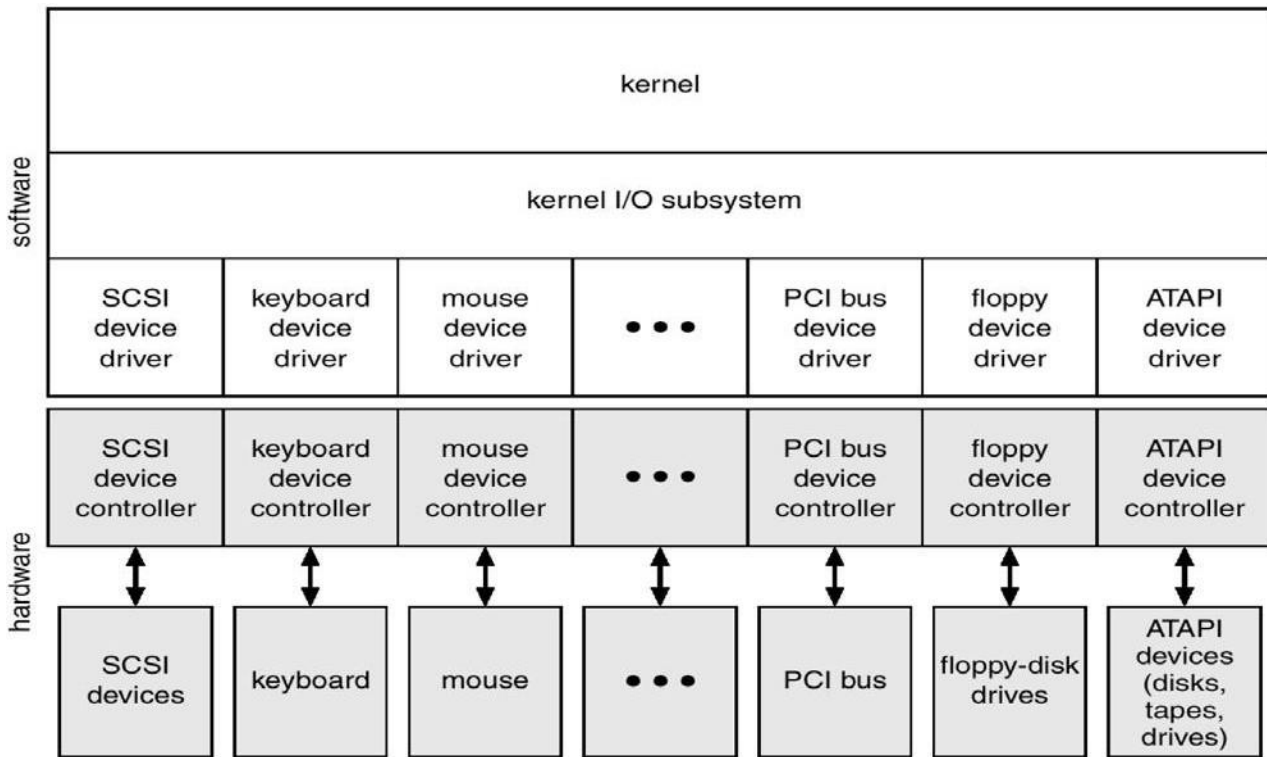 kernel
kernel I/O subsystem
software
SCSI
device
driver
keyboard
device
driver
mouse
device
driver
• • •
PCI bus
device
driver
floppy
device
driver
ATAPI
device
driver
hardware
SCSI
device
controller
keyboard
device
controller
mouse
device
controller
• • •
PCI bus
device
controller
floppy
device
controller
ATAPI
device
controller
SCSI
devices
keyboard
mouse
• • •
PCI bus
floppy-disk
drives
ATAPI
devices
(disks,
tapes,
drives)